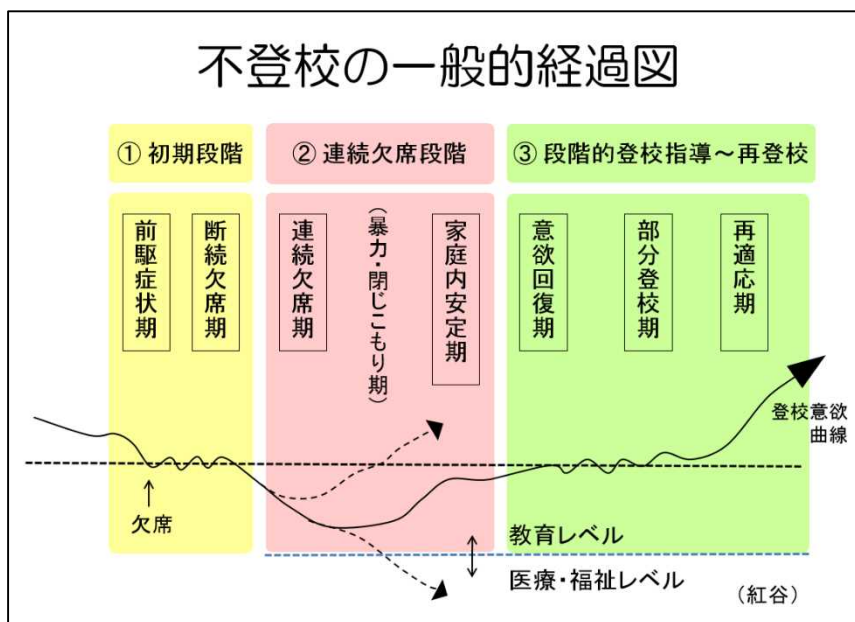 不登校の一般的経過図
① 初期段階
② 連続欠席段階
③ 段階的登校指導～再登校
前駆症状期
断続欠席期
連続欠席期
（暴力・閉じこもり期）
家庭内安定期
意欲回復期
部分登校期
再適応期
登校意欲
曲線
欠席
教育レベル
医療・福祉レベル
（紅谷）